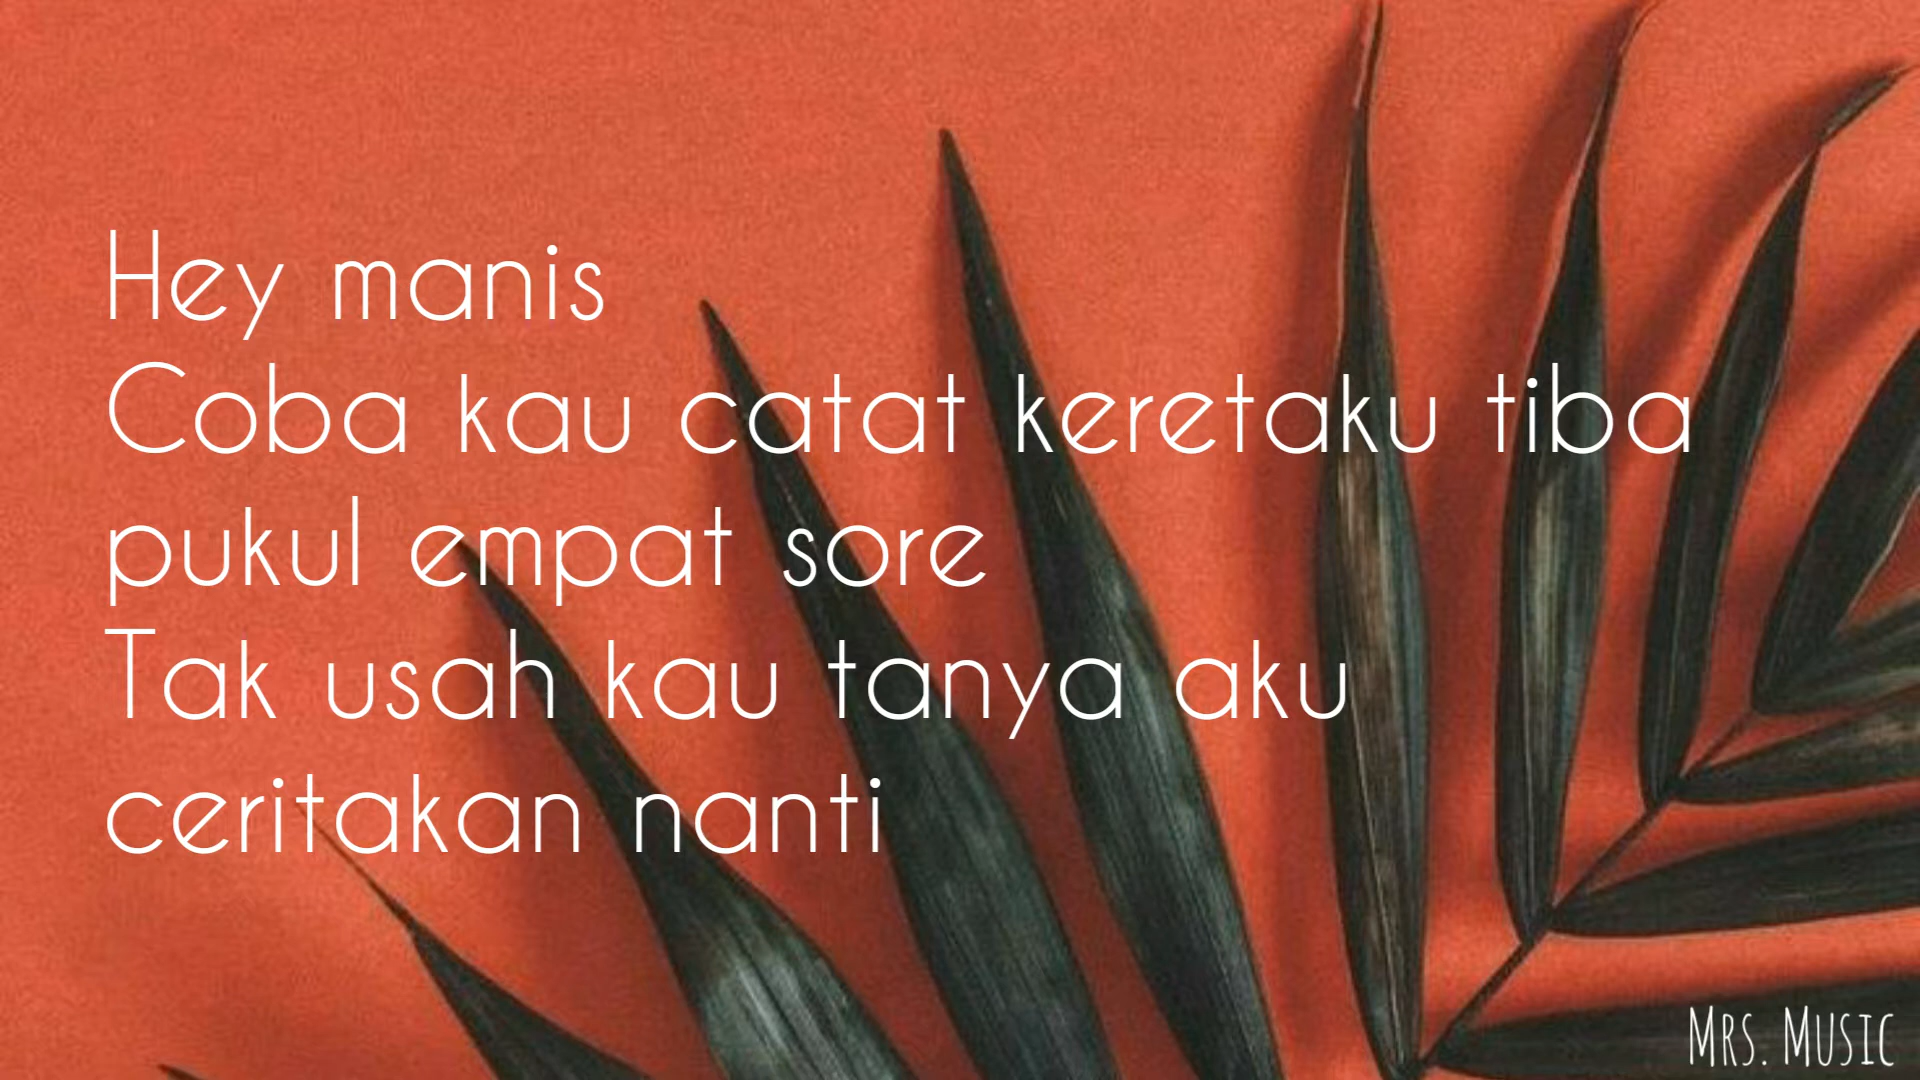 Hey manis
Coba kau catat keretaku tiba
pukul empat sore
Tak usah kau tanya aku
ceritakan nanti
Mrs. Music